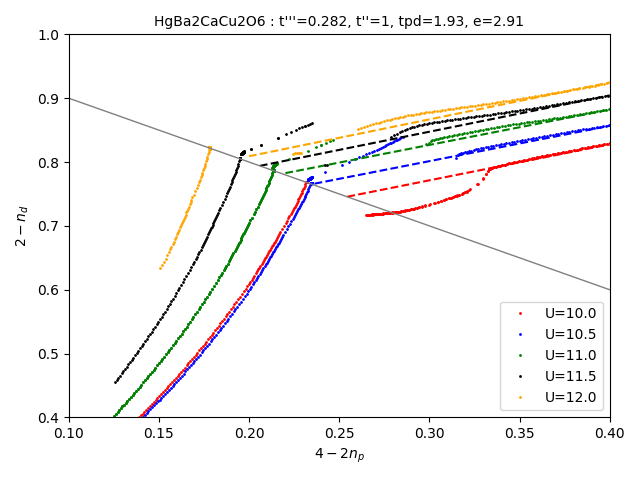 HgBa2CaCu2O6 : t'''=0.282, t''=1, tpd=1.93, e=2.91
1.0
0.9
0.8
0.7
0.6
0.5
0.4
2 − n_d
0.10
0.15
0.20
0.25
0.30
0.35
0.40
4 − 2n_p
U=10.0
U=10.5
U=11.0
U=11.5
U=12.0